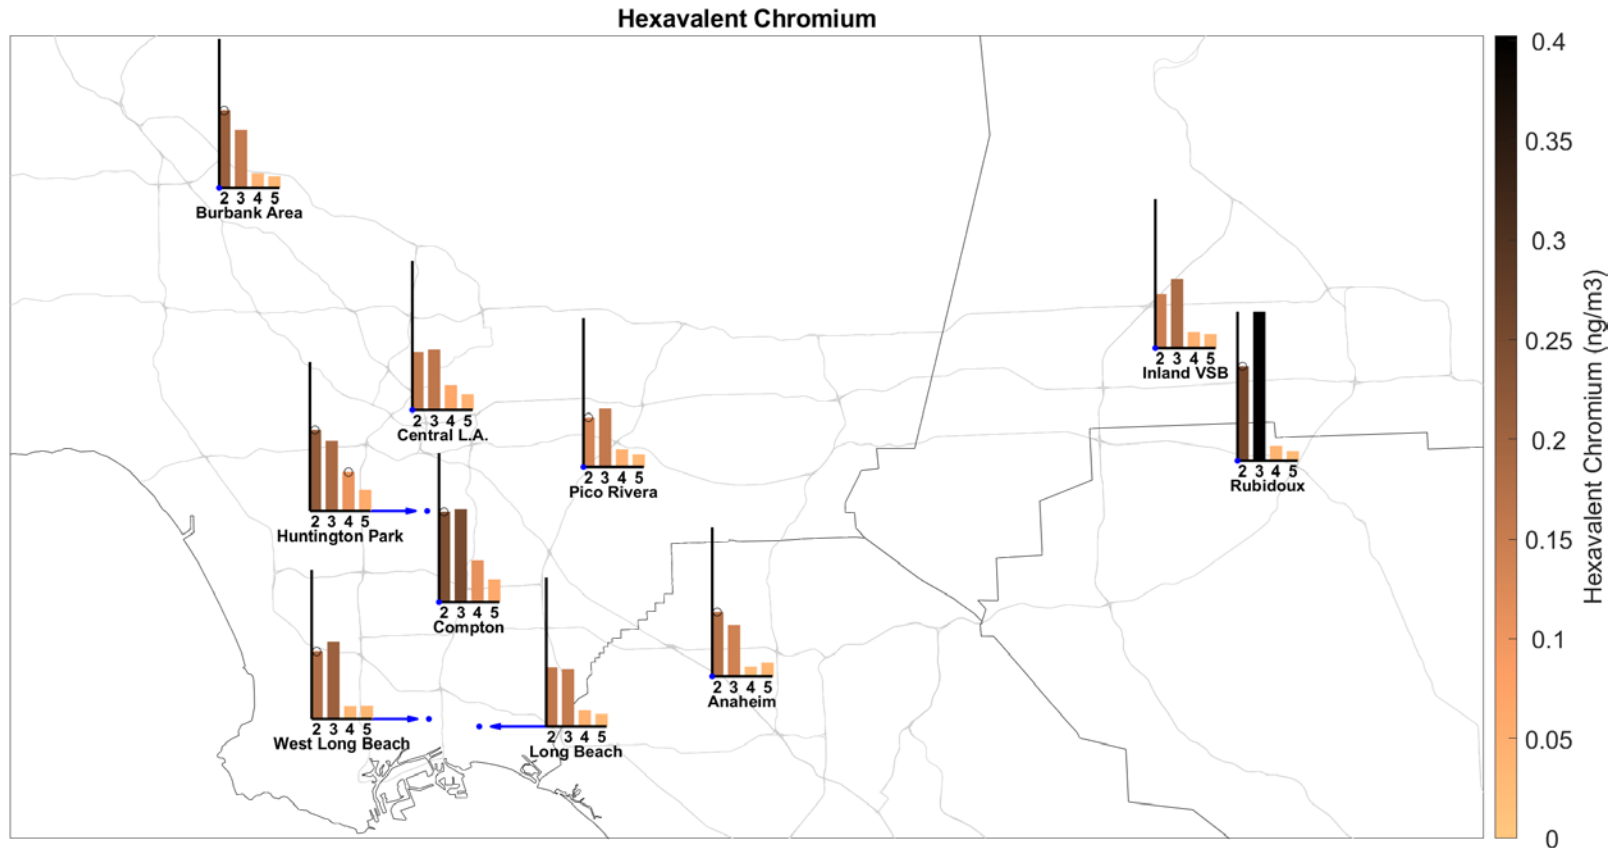 Hexavalent Chromium
2 3 4 5
Burbank Area
2 3 4 5
Central L.A.
2 3 4 5
Huntington Park
2 3 4 5
Pico Rivera
2 3 4 5
Inland VSB
2 3 4 5
Rubidoux
2 3 4 5
Compton
2 3 4 5
West Long Beach
2 3 4 5
Long Beach
2 3 4 5
Anaheim
0.4
0.35
0.3
0.25
0.2
0.15
0.1
0.05
0
Hexavalent Chromium (ng/m3)